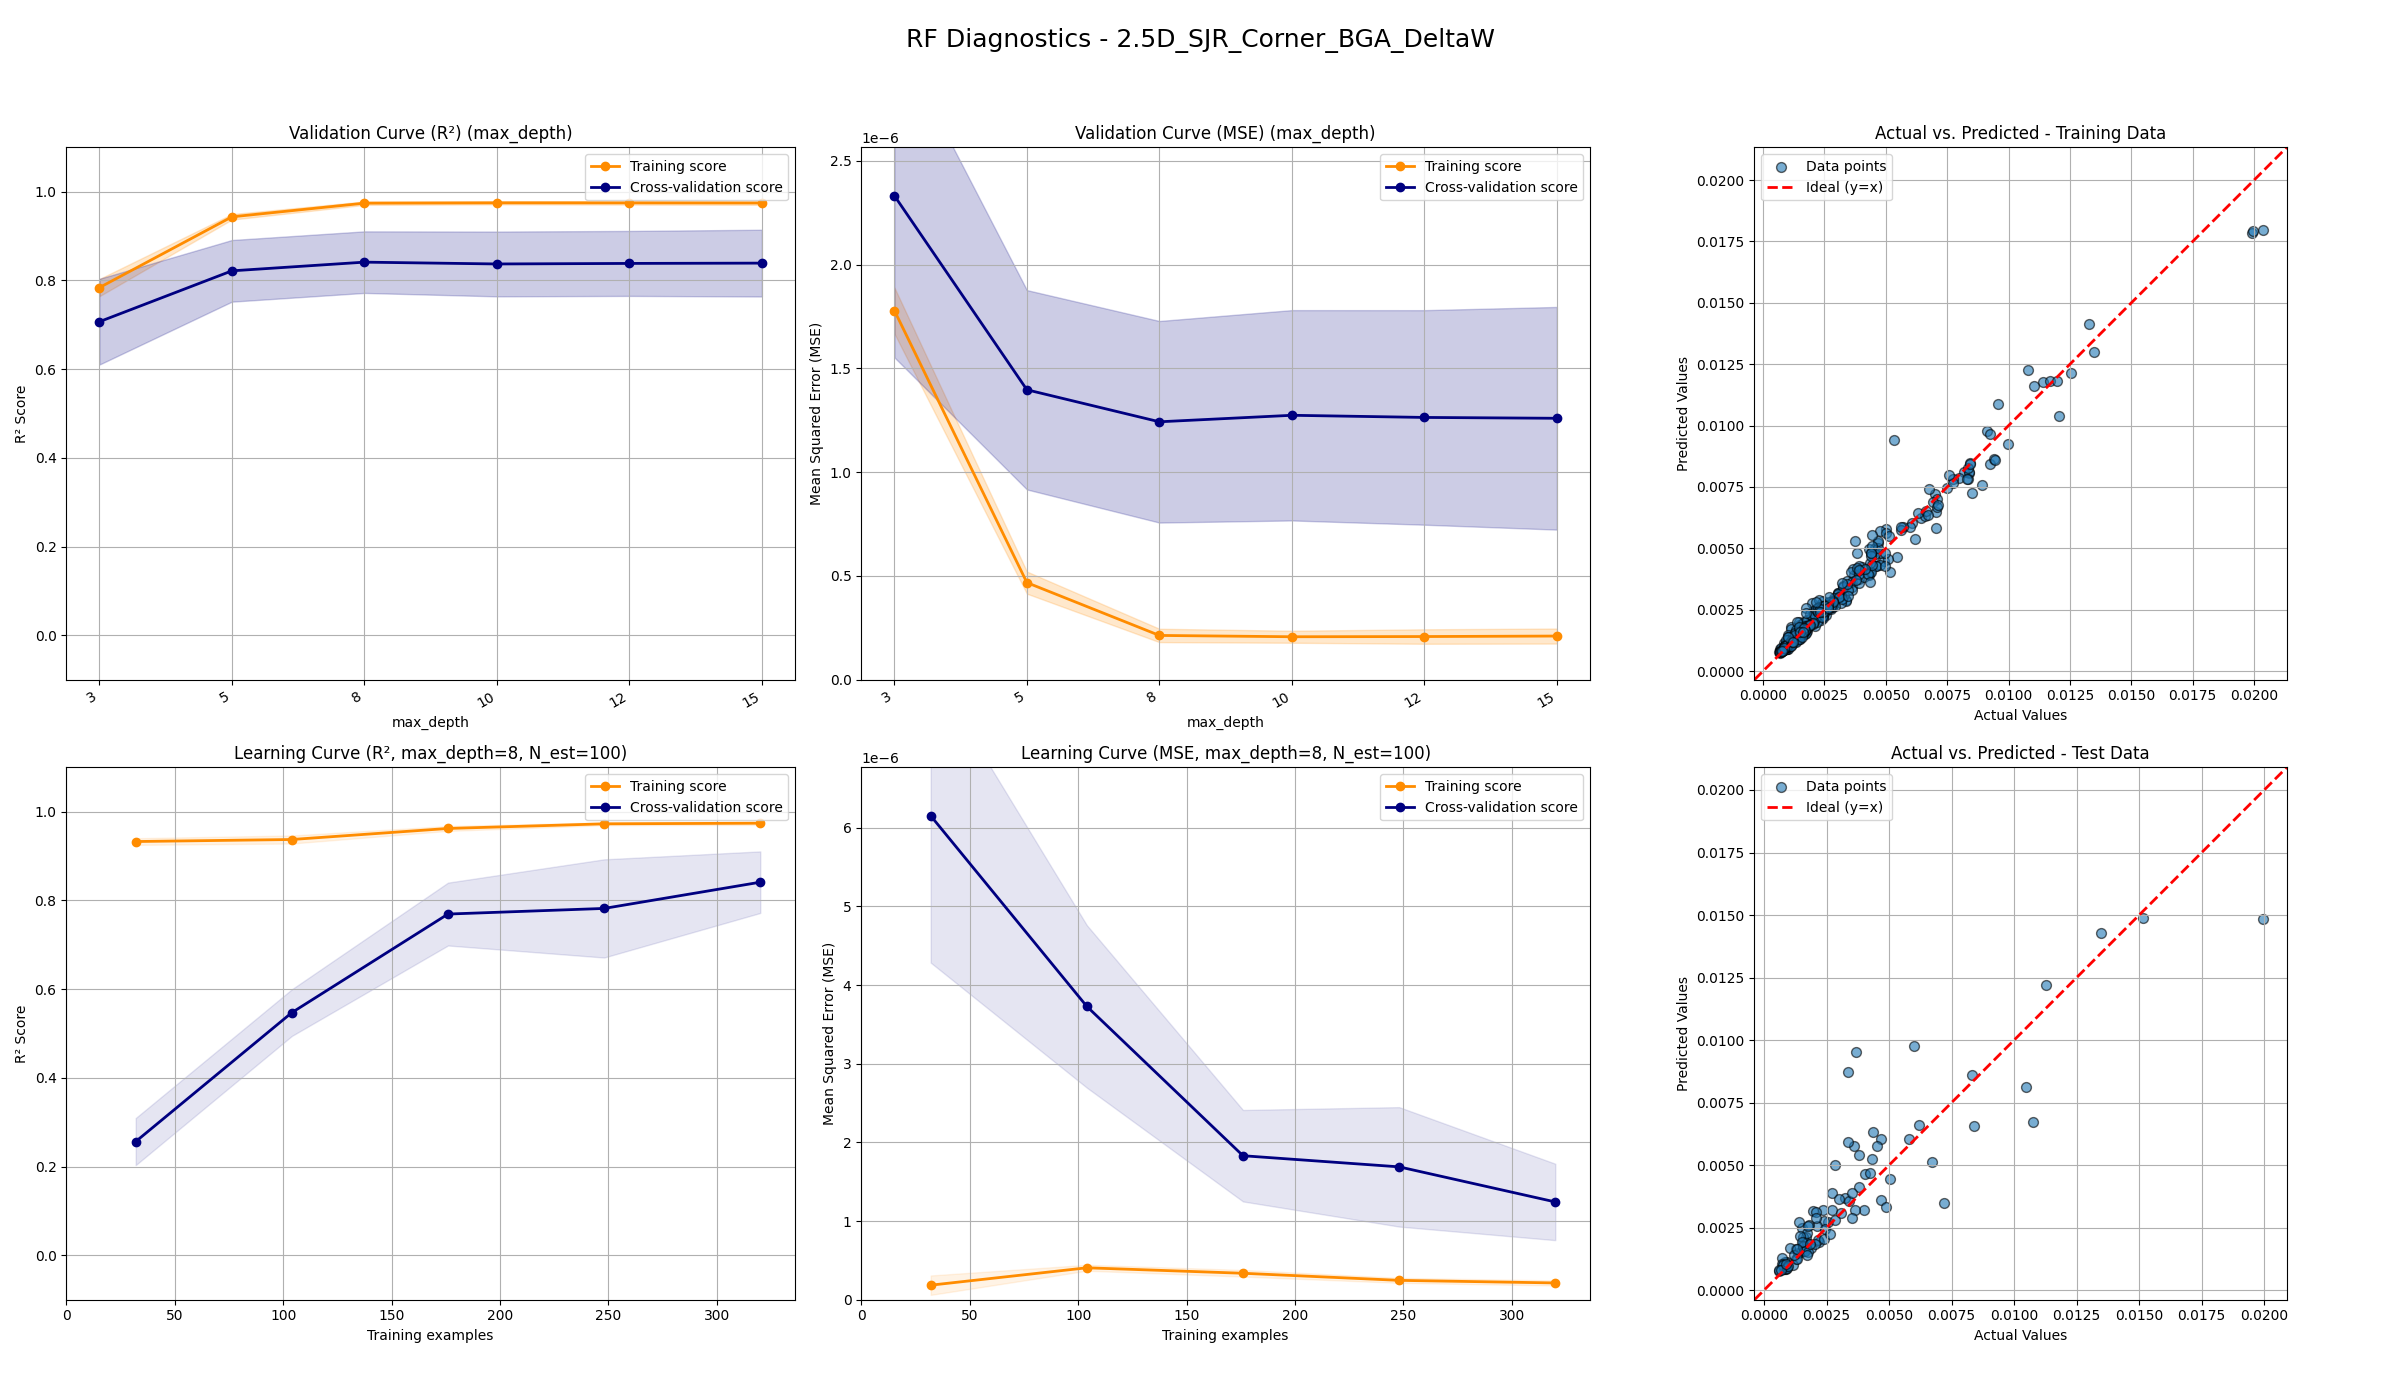 RF Diagnostics - 2.5D_SJR_Corner_BGA_DeltaW
Validation Curve (R²) (max_depth)
1.0
0.8
0.6
0.4
0.2
0.0
R² Score
3
5
8
10
12
15
max_depth
Training score
Cross-validation score
Validation Curve (MSE) (max_depth)
1e−6
2.5
2.0
1.5
1.0
0.5
0.0
Mean Squared Error (MSE)
3
5
8
10
12
15
max_depth
Training score
Cross-validation score
Actual vs. Predicted - Training Data
0.0200
0.0175
0.0150
0.0125
0.0100
0.0075
0.0050
0.0025
0.0000
Predicted Values
0.0000 0.0025 0.0050 0.0075 0.0100 0.0125 0.0150 0.0175 0.0200
Actual Values
Data points
Ideal (y=x)
Learning Curve (R², max_depth=8, N_est=100)
1.0
0.8
0.6
0.4
0.2
0.0
R² Score
0 50 100 150 200 250 300
Training examples
Training score
Cross-validation score
Learning Curve (MSE, max_depth=8, N_est=100)
1e−6
6
5
4
3
2
1
0
Mean Squared Error (MSE)
0 50 100 150 200 250 300
Training examples
Training score
Cross-validation score
Actual vs. Predicted - Test Data
0.0200
0.0175
0.0150
0.0125
0.0100
0.0075
0.0050
0.0025
0.0000
Predicted Values
0.0000 0.0025 0.0050 0.0075 0.0100 0.0125 0.0150 0.0175 0.0200
Actual Values
Data points
Ideal (y=x)